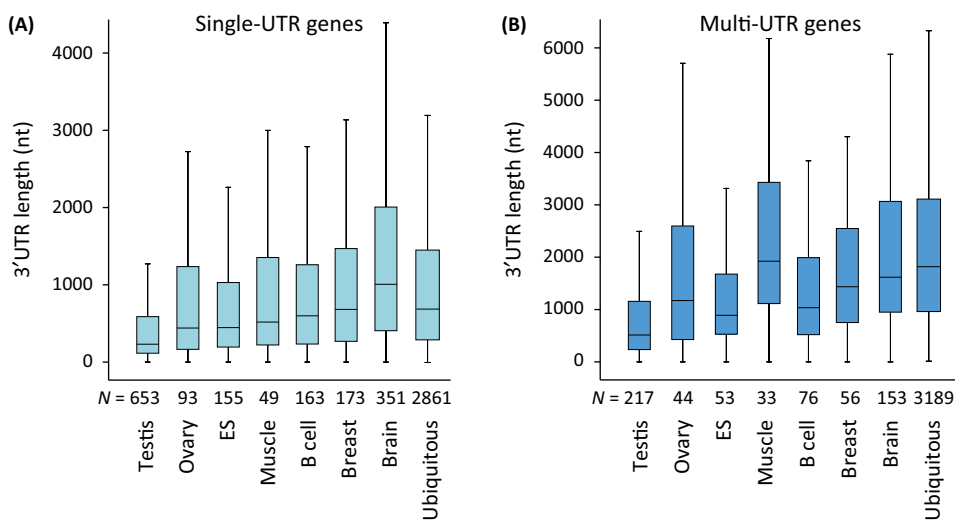 (A) Single-UTR genes
3′UTR length (nt)
4000
3000
2000
1000
0
N = 653 93 155 49 163 173 351 2861
Testis
Ovary
ES
Muscle
B cell
Breast
Brain
Ubiquitous
(B) Multi-UTR genes
3′UTR length (nt)
6000
5000
4000
3000
2000
1000
0
N = 217 44 53 33 76 56 153 3189
Testis
Ovary
ES
Muscle
B cell
Breast
Brain
Ubiquitous